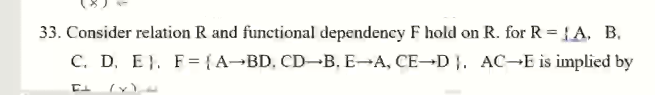 (×)
33. Consider relation R and functional dependency F hold on R. for R = {A, B,
C, D, E}, F = {A→BD, CD→B, E→A, CE→D}, AC→E is implied by
F+ (×)